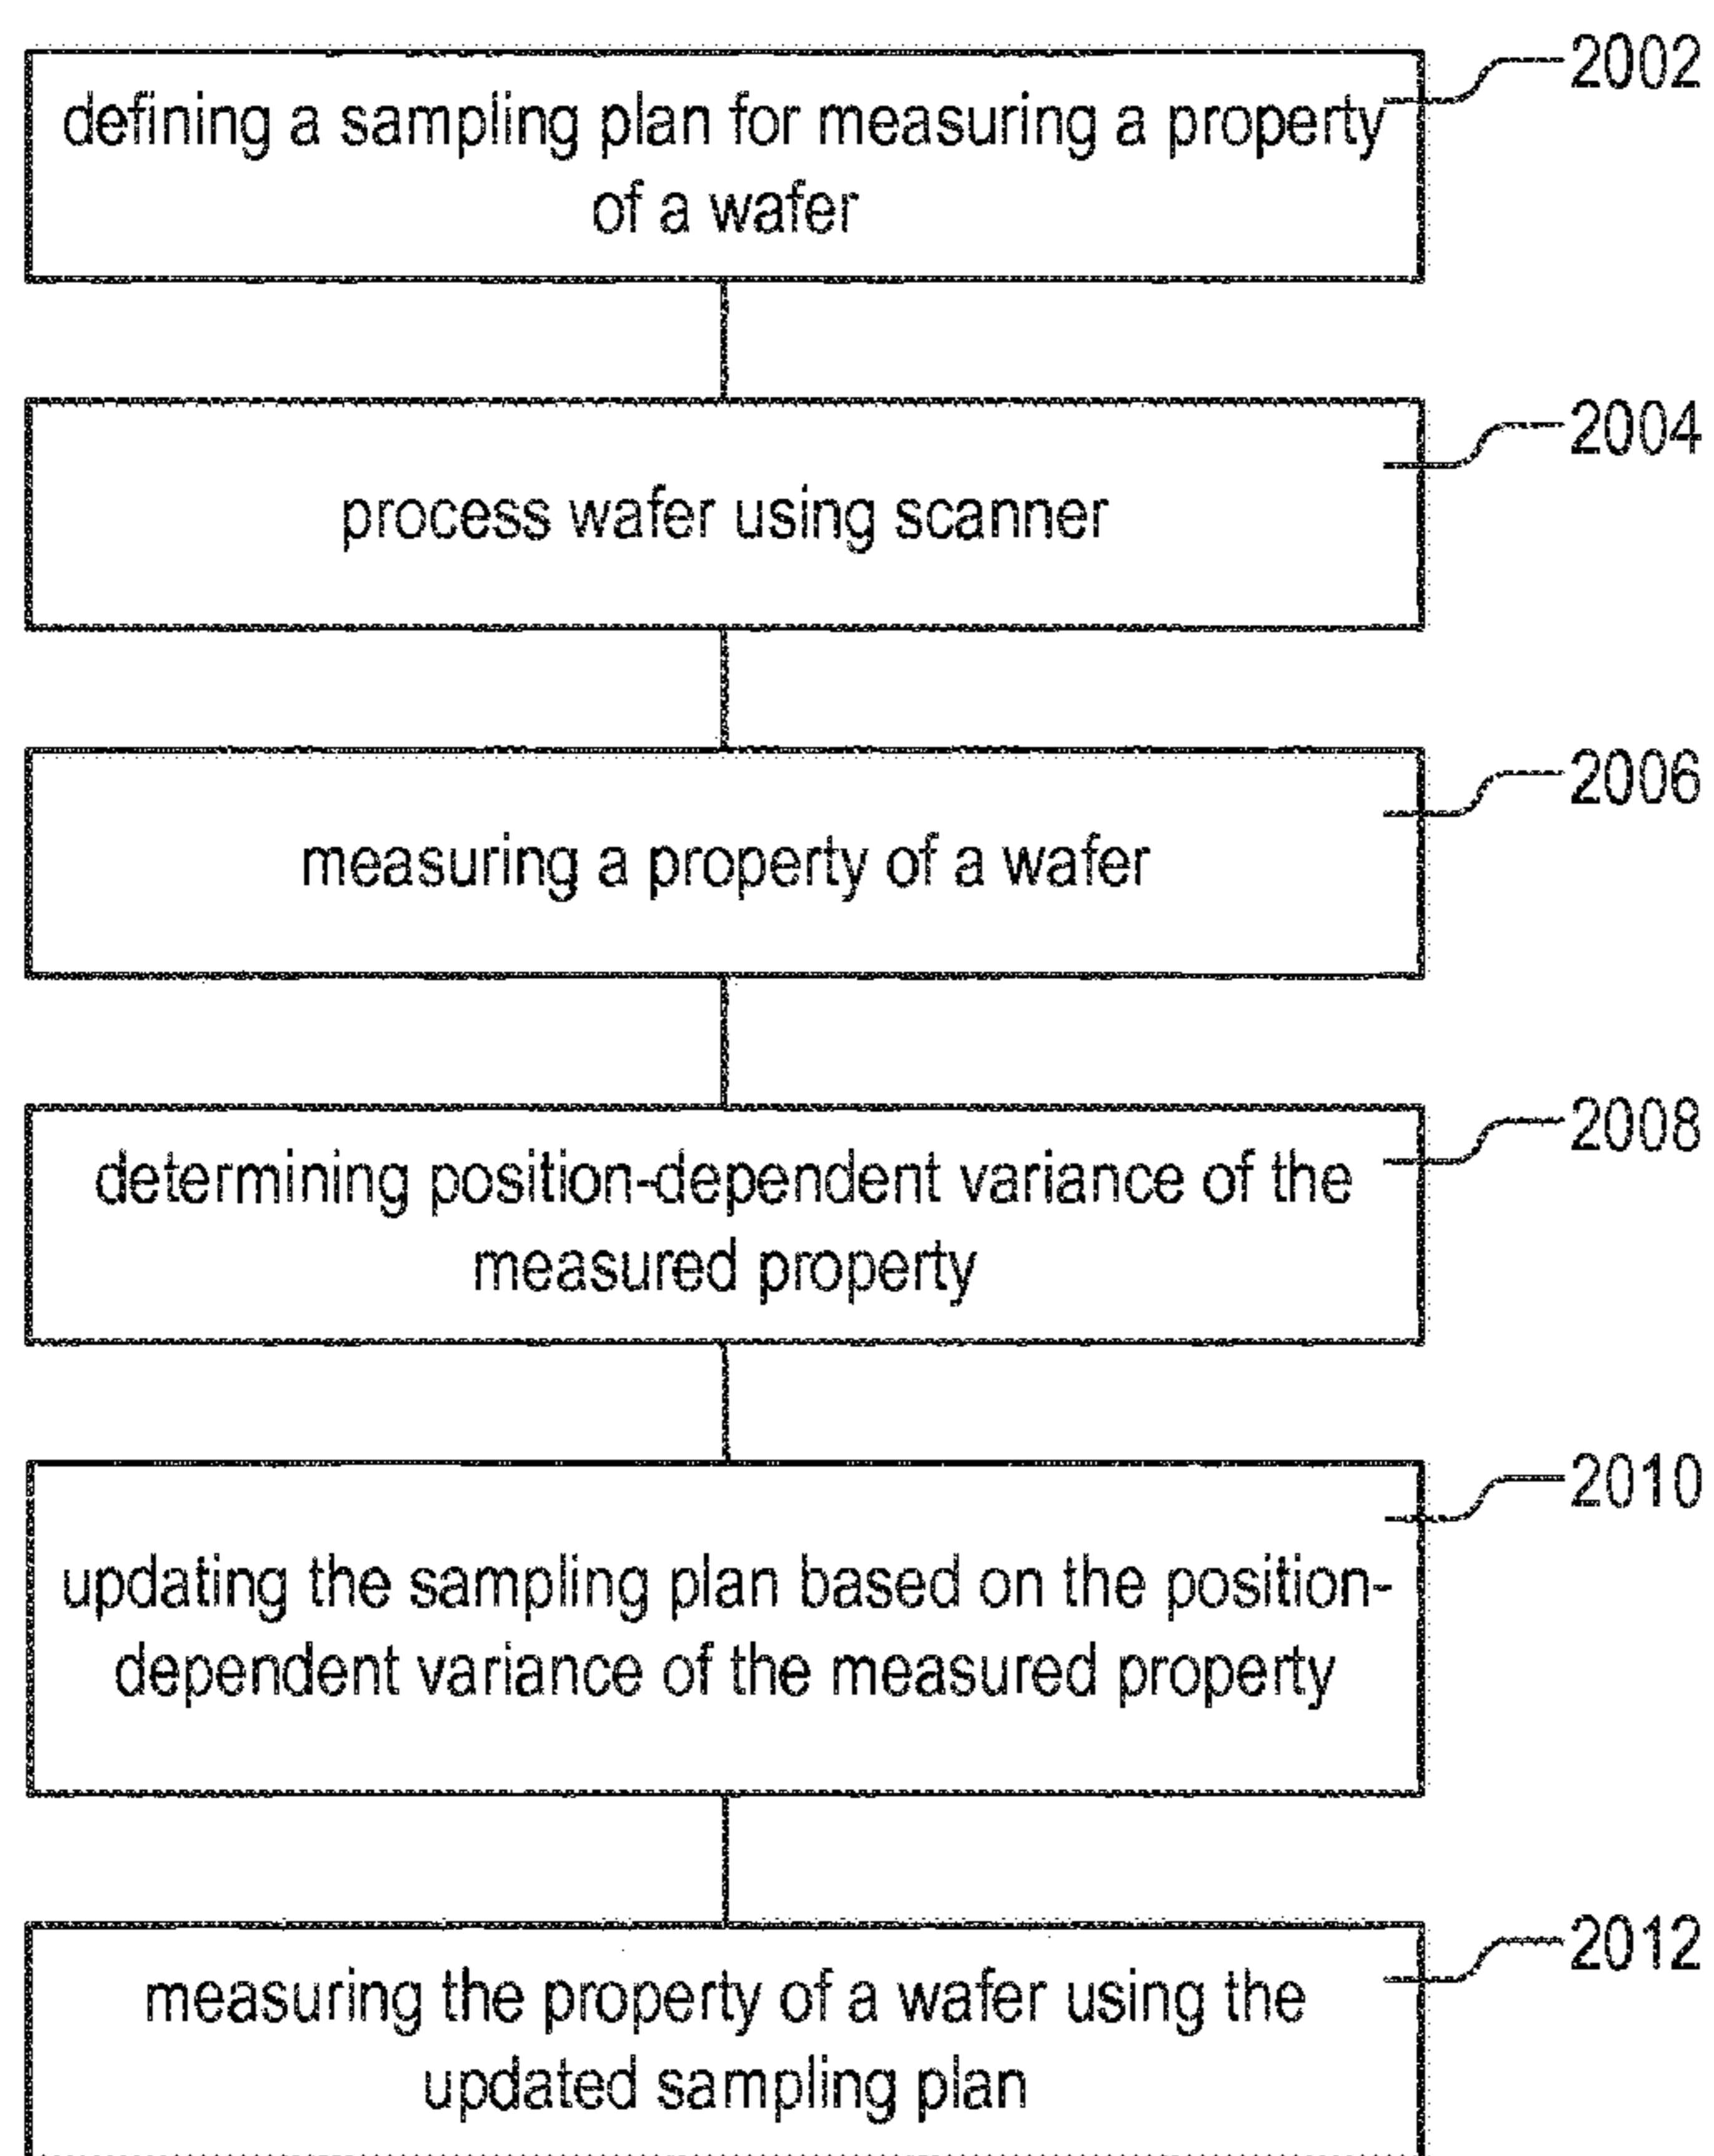 2002
defining a sampling plan for measuring a property
of a wafer
2004
process wafer using scanner
2006
measuring a property of a wafer
2008
determining position-dependent variance of the
measured property
2010
updating the sampling plan based on the position-
dependent variance of the measured property
2012
measuring the property of a wafer using the
updated sampling plan